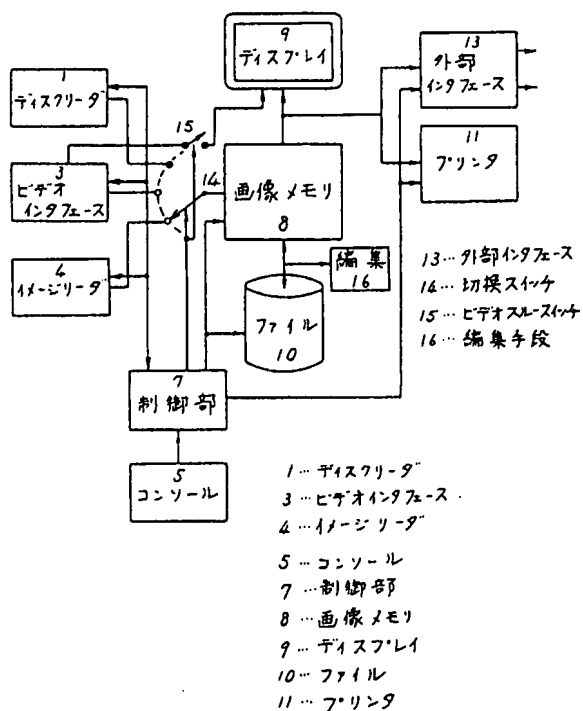 9
ディスプレイ
13
外部
インタフェース
1
ディスクリーダ
15
11
プリンタ
3
ビデオ
インタフェース
14
画像メモリ
8
4
イメージリーダ
編集
16
13…外部インタフェース
14…切換スイッチ
15…ビデオスルースイッチ
16…編集手段
ファイル
10
7
制御部
5
コンソール
1…ディスクリーダ
3…ビデオインタフェース
4…イメージリーダ
5…コンソール
7…制御部
8…画像メモリ
9…ディスプレイ
10…ファイル
11…プリンタ